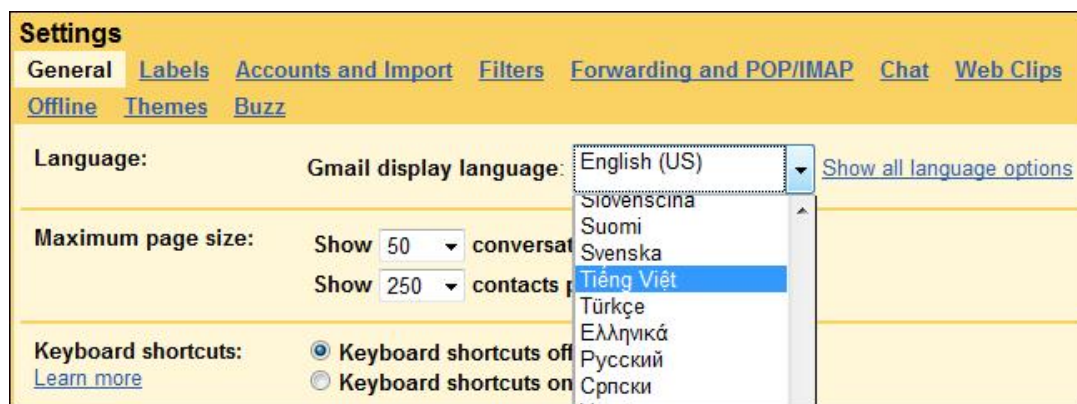 Settings
General Labels Accounts and Import Filters Forwarding and POP/IMAP Chat Web Clips
Offline Themes Buzz
Language: Gmail display language: English (US) Show all language options
Slovenščina
Suomi
Maximum page size: Show 50 conversat
Svenska
Tiếng Việt
Show 250 contacts p
Türkçe
Ελληνικά
Keyboard shortcuts: Keyboard shortcuts off
Русский
Learn more Keyboard shortcuts on
Српски